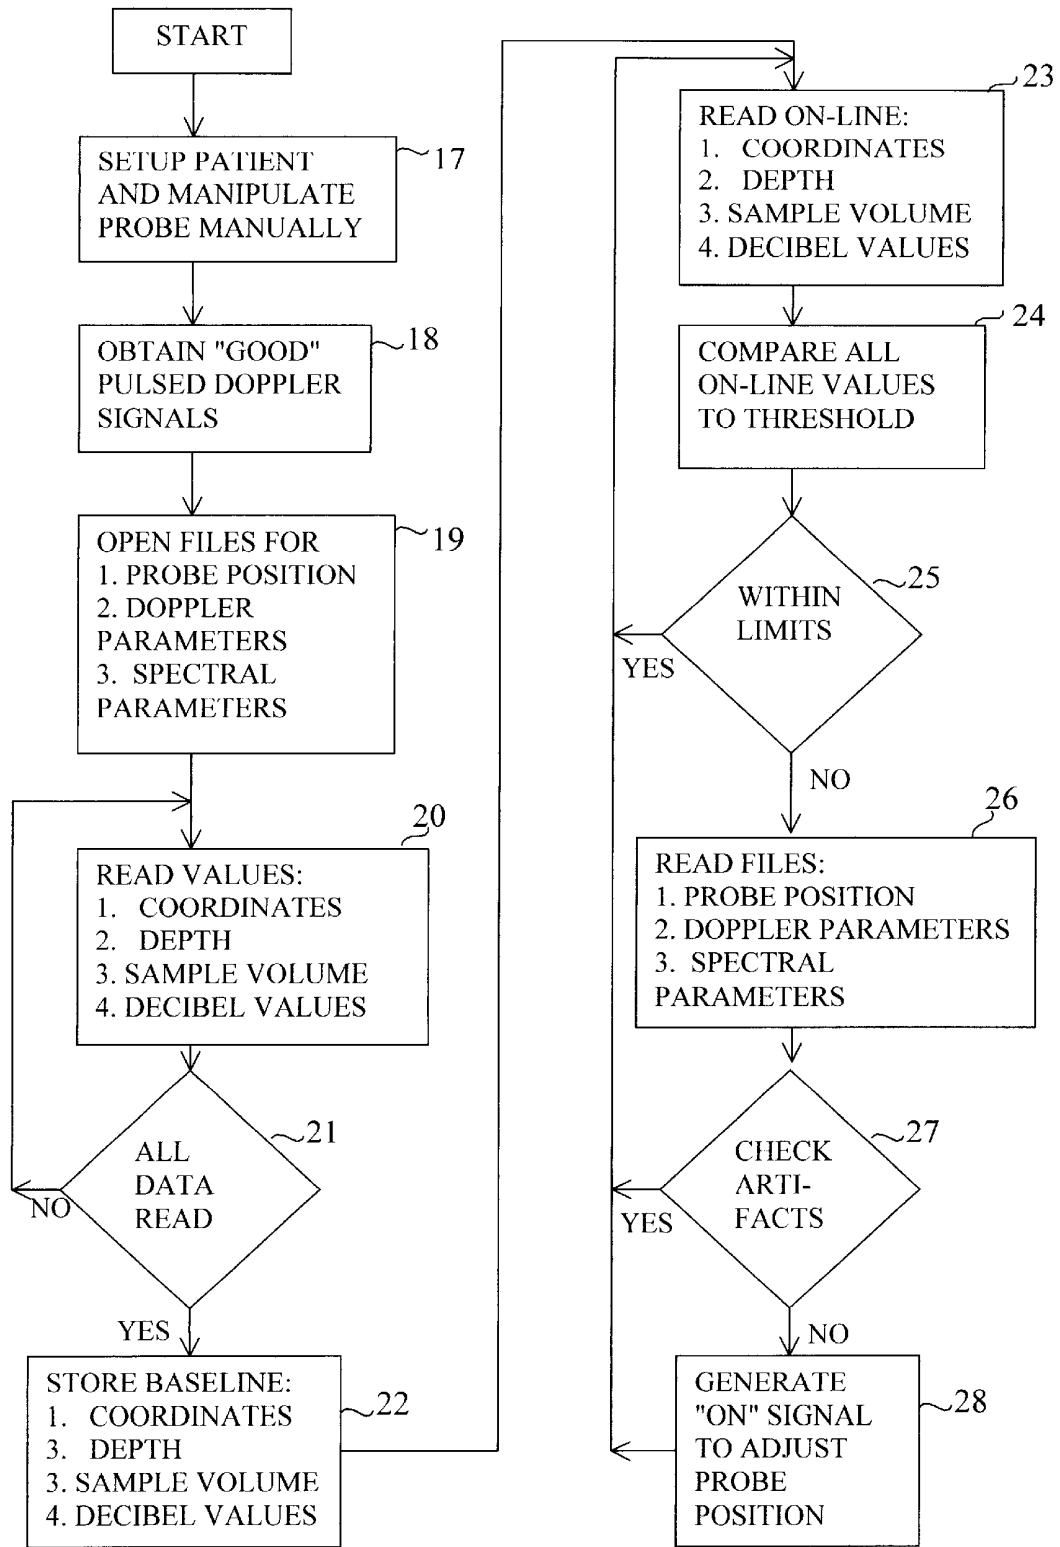 START
SETUP PATIENT
AND MANIPULATE
PROBE MANUALLY
17
OBTAIN "GOOD"
PULSED DOPPLER
SIGNALS
18
OPEN FILES FOR
1. PROBE POSITION
2. DOPPLER
PARAMETERS
3. SPECTRAL
PARAMETERS
19
20
READ VALUES:
1. COORDINATES
2. DEPTH
3. SAMPLE VOLUME
4. DECIBEL VALUES
21
ALL
DATA
READ
NO
YES
STORE BASELINE:
1. COORDINATES
3. DEPTH
3. SAMPLE VOLUME
4. DECIBEL VALUES
22
23
READ ON-LINE:
1. COORDINATES
2. DEPTH
3. SAMPLE VOLUME
4. DECIBEL VALUES
24
COMPARE ALL
ON-LINE VALUES
TO THRESHOLD
25
WITHIN
LIMITS
YES
NO
26
READ FILES:
1. PROBE POSITION
2. DOPPLER PARAMETERS
3. SPECTRAL
PARAMETERS
27
CHECK
ARTI-
FACTS
YES
NO
GENERATE
"ON" SIGNAL
TO ADJUST
PROBE
POSITION
28